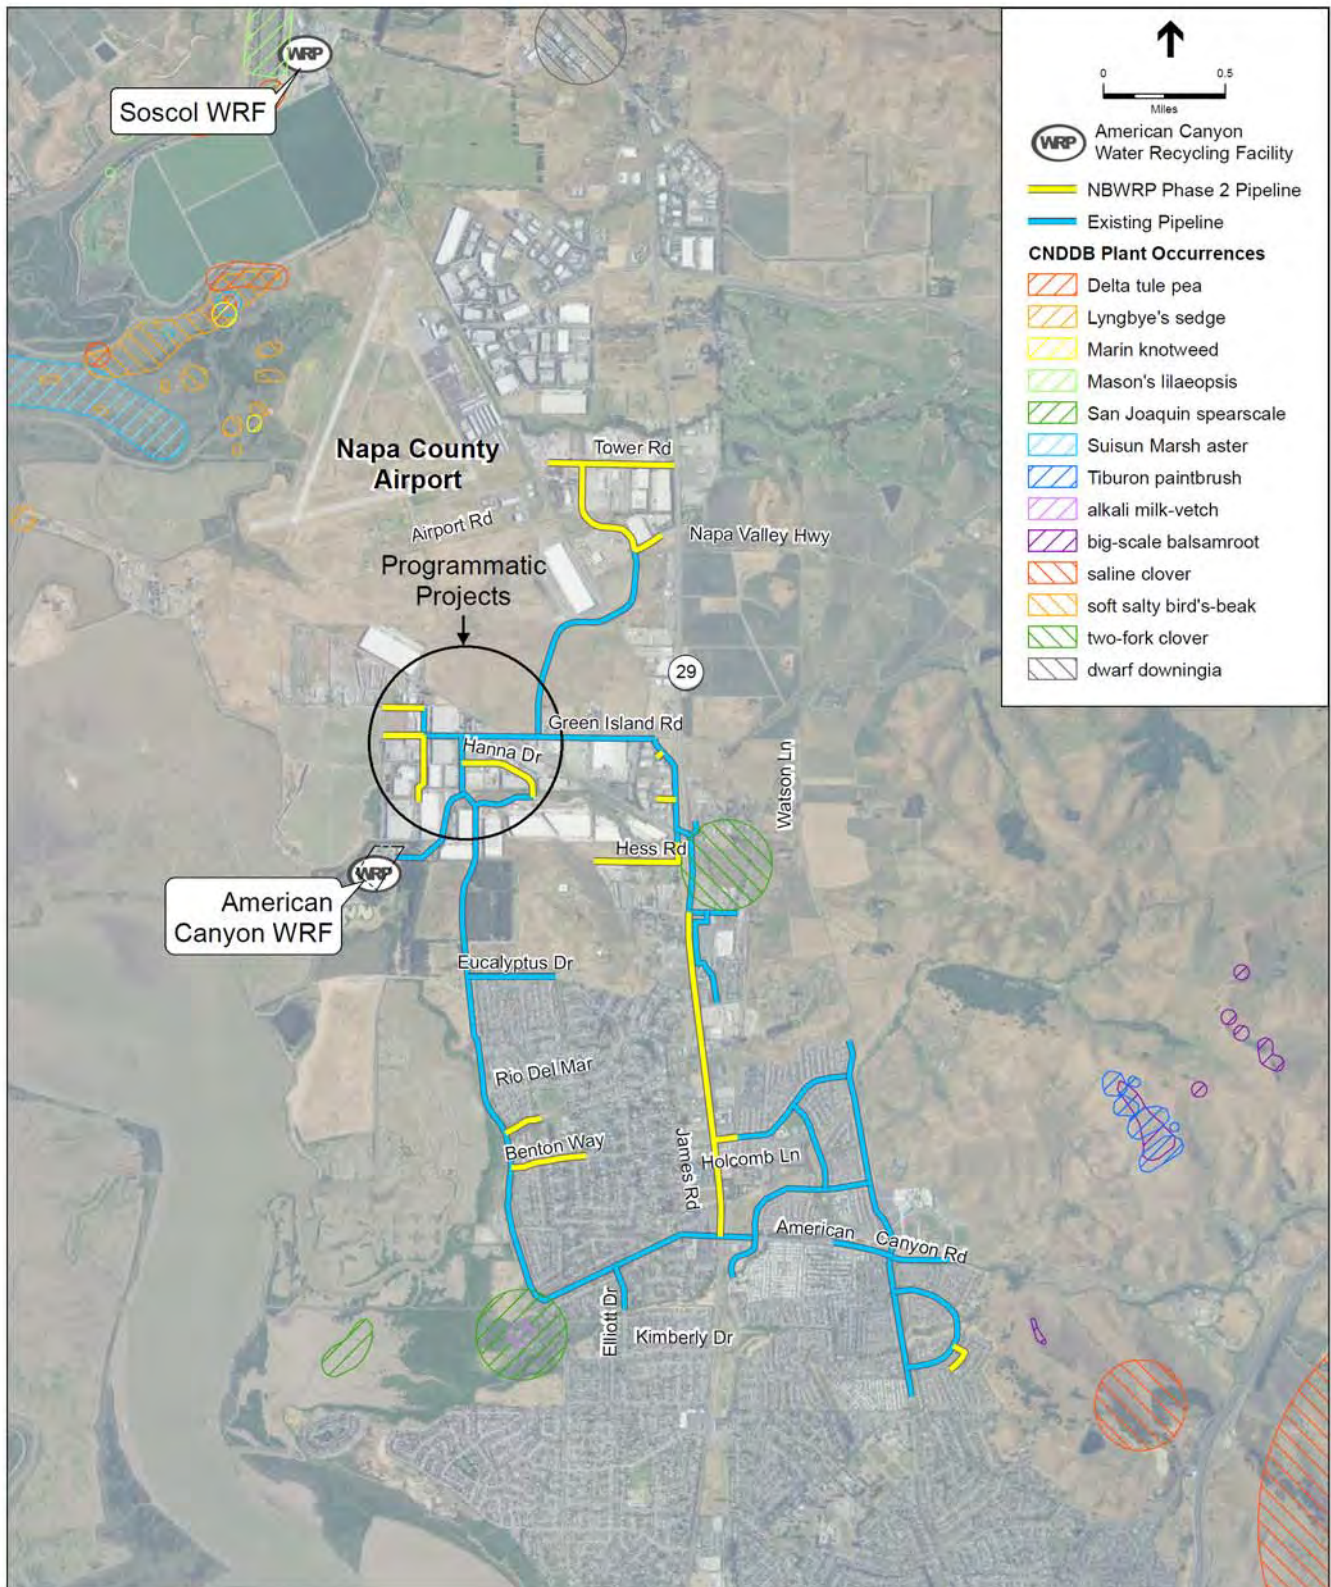 WRP
Soscol WRF
0 0.5
Miles
WRP
American Canyon
Water Recycling Facility
NBWRP Phase 2 Pipeline
Existing Pipeline
CNDDB Plant Occurrences
Delta tule pea
Lyngbye's sedge
Marin knotweed
Mason's lilaeopsis
San Joaquin spearscale
Suisun Marsh aster
Tiburon paintbrush
alkali milk-vetch
big-scale balsamroot
saline clover
soft salty bird's-beak
two-fork clover
dwarf downingia
Napa County
Airport
Tower Rd
Airport Rd
Napa Valley Hwy
Programmatic
Projects
29
Green Island Rd
Hanna Dr
Watson Ln
Hess Rd
WRP
American
Canyon WRF
Eucalyptus Dr
Rio Del Mar
Benton Way
James Rd
Holcomb Ln
American
Canyon Rd
Elliott Dr
Kimberly Dr